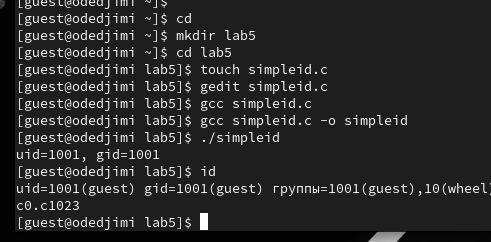 [guest@odedjimi ~]$
[guest@odedjimi ~]$ cd
[guest@odedjimi ~]$ mkdir lab5
[guest@odedjimi ~]$ cd lab5
[guest@odedjimi lab5]$ touch simpleid.c
[guest@odedjimi lab5]$ gedit simpleid.c
[guest@odedjimi lab5]$ gcc simpleid.c
[guest@odedjimi lab5]$ gcc simpleid.c -o simpleid
[guest@odedjimi lab5]$ ./simpleid
uid=1001, gid=1001
[guest@odedjimi lab5]$ id
uid=1001(guest) gid=1001(guest) группы=1001(guest),10(wheel)
c0.c1023
[guest@odedjimi lab5]$